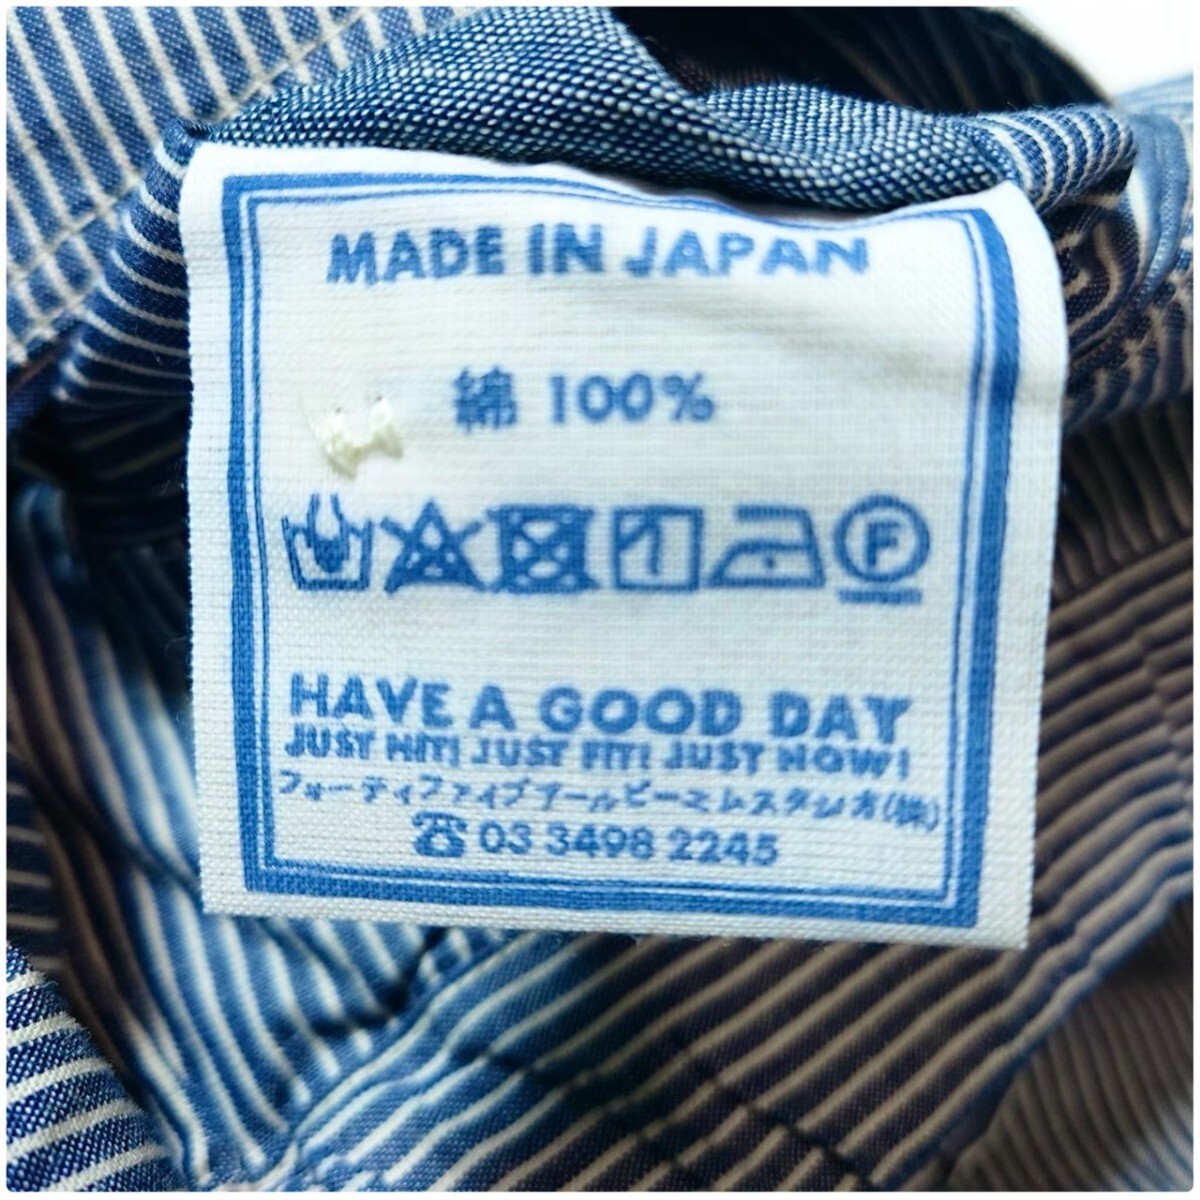 MADE IN JAPAN
綿 100%
F
HAVE A GOOD DAY
JUST HIT! JUST FIT! JUST NOW!
フォーティファイブアールピーエムスタジオ(株)
☎ 03 3498 2245